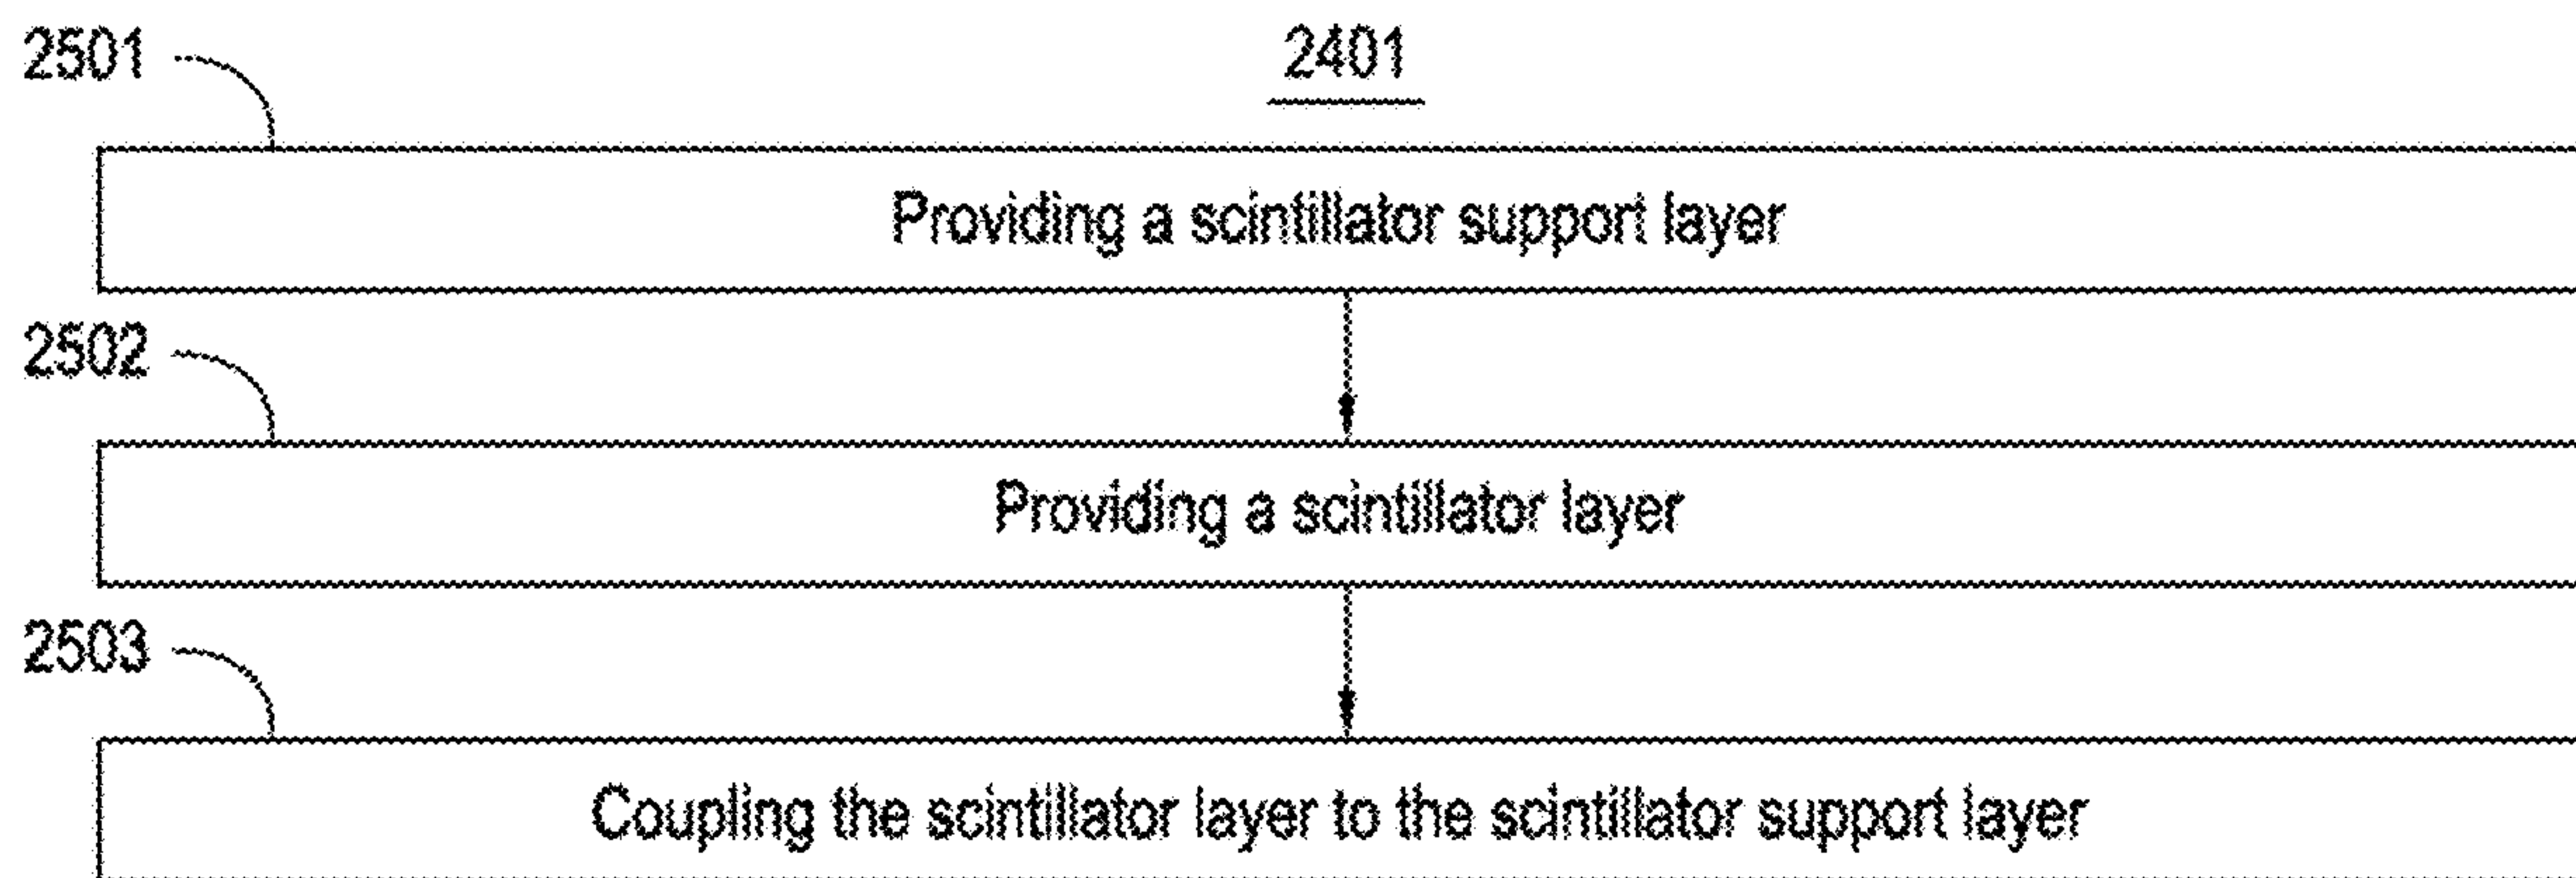 2501
2401
Providing a scintillator support layer
2502
Providing a scintillator layer
2503
Coupling the scintillator layer to the scintillator support layer